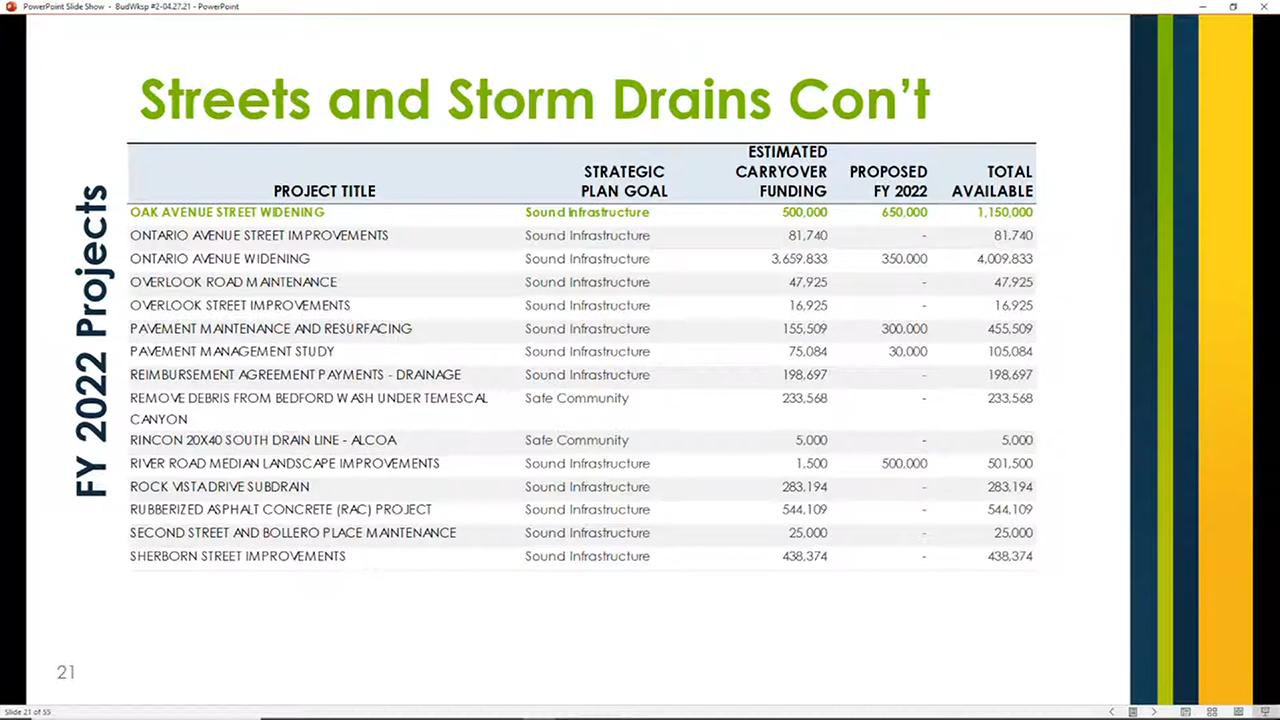 PowerPoint Slide Show - BudWksp #2-04.27.21 - PowerPoint
Streets and Storm Drains Con't
FY 2022 Projects
PROJECT TITLE STRATEGIC PLAN GOAL ESTIMATED CARRYOVER FUNDING PROPOSED FY 2022 TOTAL AVAILABLE
OAK AVENUE STREET WIDENING Sound Infrastructure 500,000 650,000 1,150,000
ONTARIO AVENUE STREET IMPROVEMENTS Sound Infrastructure 81,740 - 81,740
ONTARIO AVENUE WIDENING Sound Infrastructure 3,659,833 350,000 4,009,833
OVERLOOK ROAD MAINTENANCE Sound Infrastructure 47,925 - 47,925
OVERLOOK STREET IMPROVEMENTS Sound Infrastructure 16,925 - 16,925
PAVEMENT MAINTENANCE AND RESURFACING Sound Infrastructure 155,509 300,000 455,509
PAVEMENT MANAGEMENT STUDY Sound Infrastructure 75,084 30,000 105,084
REIMBURSEMENT AGREEMENT PAYMENTS - DRAINAGE Sound Infrastructure 198,697 - 198,697
REMOVE DEBRIS FROM BEDFORD WASH UNDER TEMESCAL Safe Community 233,568 - 233,568
CANYON
RINCON 20X40 SOUTH DRAIN LINE - ALCOA Safe Community 5,000 - 5,000
RIVER ROAD MEDIAN LANDSCAPE IMPROVEMENTS Sound Infrastructure 1,500 500,000 501,500
ROCK VISTA DRIVE SUBDRAIN Sound Infrastructure 283,194 - 283,194
RUBBERIZED ASPHALT CONCRETE (RAC) PROJECT Sound Infrastructure 544,109 - 544,109
SECOND STREET AND BOLLERO PLACE MAINTENANCE Sound Infrastructure 25,000 - 25,000
SHERBORN STREET IMPROVEMENTS Sound Infrastructure 438,374 - 438,374
21
Slide 21 of 55